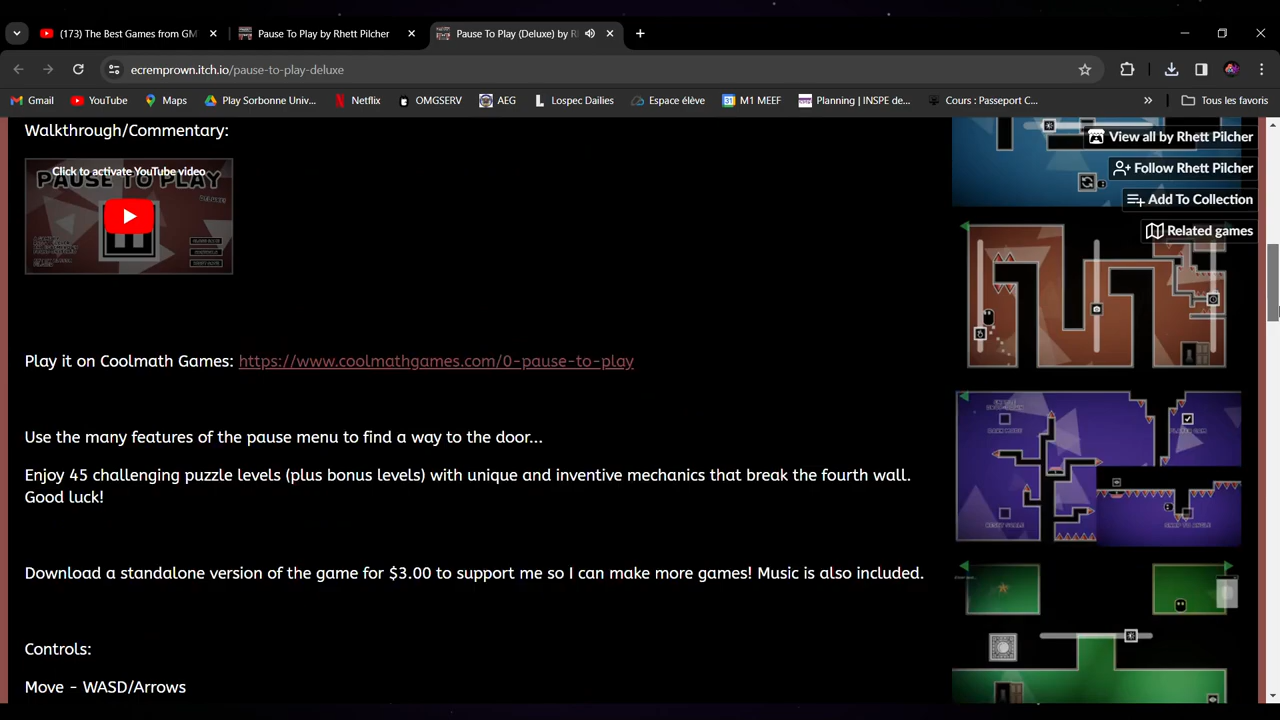 (173) The Best Games from GM
Pause To Play by Rhett Pilcher
Pause To Play (Deluxe) by R
ecremprown.itch.io/pause-to-play-deluxe
Gmail
YouTube
Maps
Play Sorbonne Univ...
Netflix
OMGSERV
AEG
Lospec Dailies
Espace élève
M1 MEEF
Planning | INSPE de...
Cours : Passeport C...
»
Tous les favoris
Walkthrough/Commentary:
Click to activate YouTube video
PAUSE TO PLAY
DELUXE
View all by Rhett Pilcher
Follow Rhett Pilcher
Add To Collection
Related games
Play it on Coolmath Games: https://www.coolmathgames.com/0-pause-to-play
Use the many features of the pause menu to find a way to the door...
Enjoy 45 challenging puzzle levels (plus bonus levels) with unique and inventive mechanics that break the fourth wall.
Good luck!
Download a standalone version of the game for $3.00 to support me so I can make more games! Music is also included.
Controls:
Move - WASD/Arrows